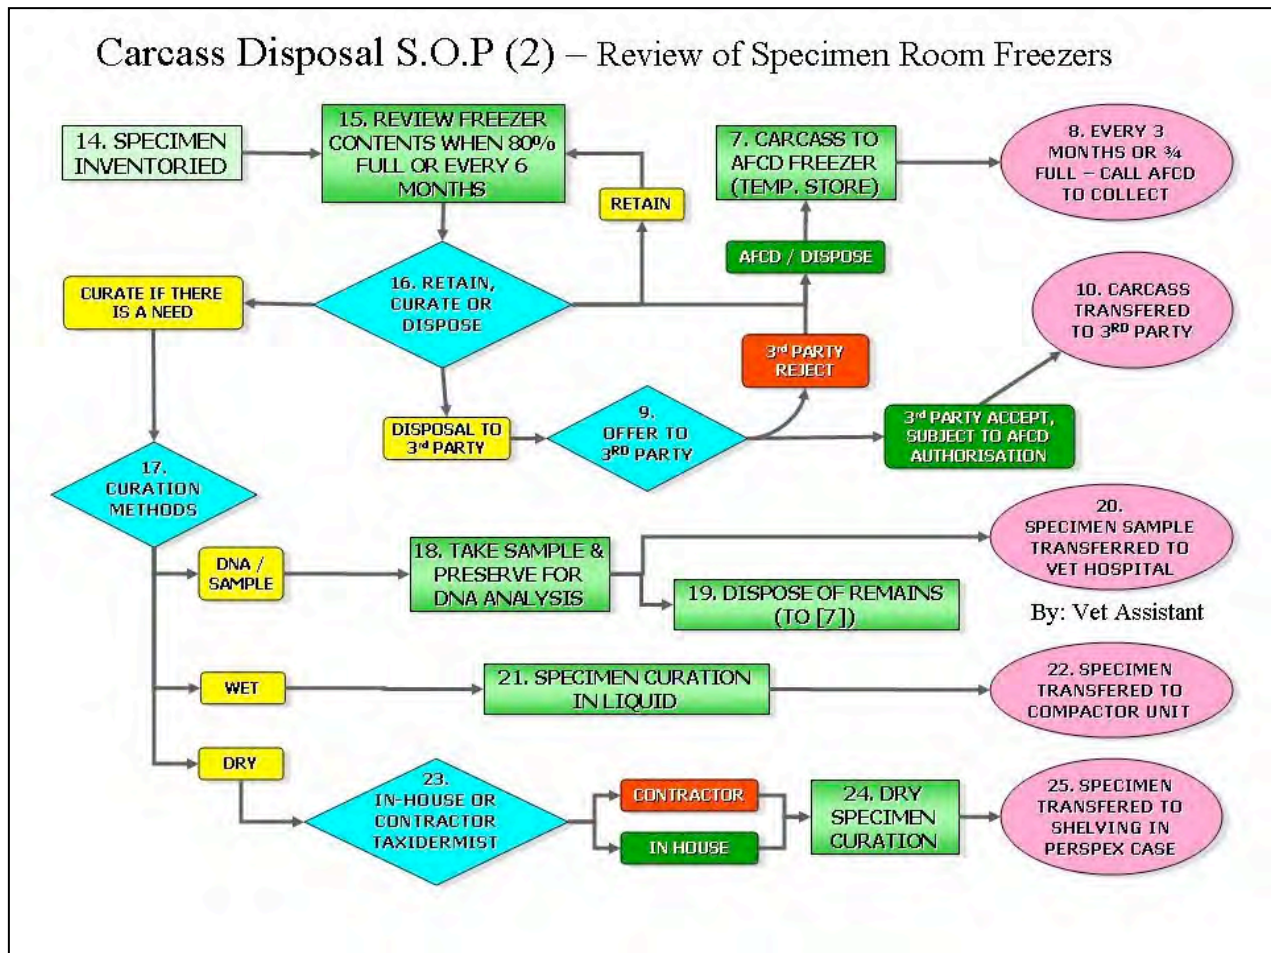 Carcass Disposal S.O.P (2) – Review of Specimen Room Freezers
14. SPECIMEN
INVENTORIED
15. REVIEW FREEZER
CONTENTS WHEN 80%
FULL OR EVERY 6
MONTHS
RETAIN
7. CARCASS TO
AFCD FREEZER
(TEMP. STORE)
8. EVERY 3
MONTHS OR ¾
FULL – CALL AFCD
TO COLLECT
AFCD / DISPOSE
CURATE IF THERE
IS A NEED
16. RETAIN,
CURATE OR
DISPOSE
10. CARCASS
TRANSFERED
TO 3RD PARTY
3rd PARTY
REJECT
DISPOSAL TO
3rd PARTY
9.
OFFER TO
3RD PARTY
3rd PARTY ACCEPT,
SUBJECT TO AFCD
AUTHORISATION
17.
CURATION
METHODS
DNA /
SAMPLE
18. TAKE SAMPLE &
PRESERVE FOR
DNA ANALYSIS
19. DISPOSE OF REMAINS
(TO [7])
20.
SPECIMEN SAMPLE
TRANSFERRED TO
VET HOSPITAL
By: Vet Assistant
WET
21. SPECIMEN CURATION
IN LIQUID
22. SPECIMEN
TRANSFERED TO
COMPACTOR UNIT
DRY
23.
IN-HOUSE OR
CONTRACTOR
TAXIDERMIST
CONTRACTOR
IN HOUSE
24. DRY
SPECIMEN
CURATION
25. SPECIMEN
TRANSFERED TO
SHELVING IN
PERSPEX CASE